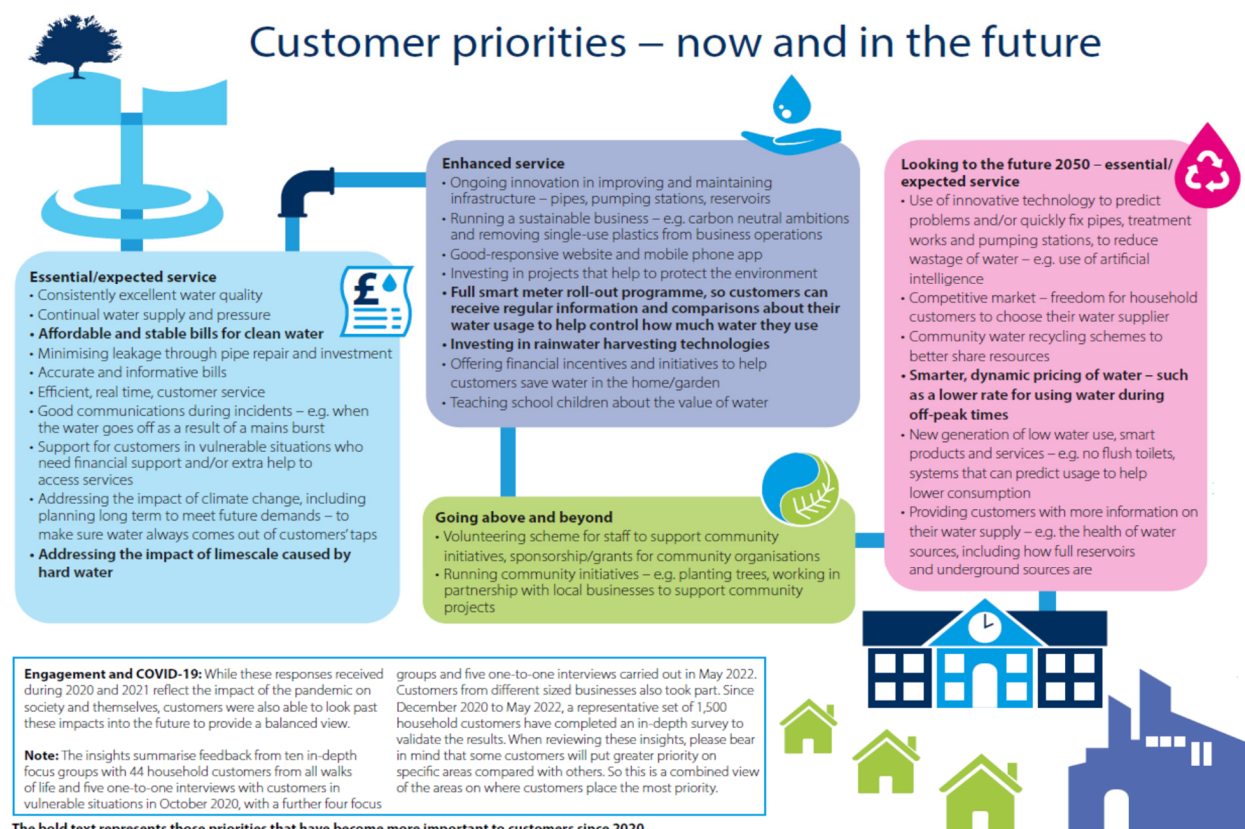 Customer priorities – now and in the future
Essential/expected service
• Consistently excellent water quality
• Continual water supply and pressure
• Affordable and stable bills for clean water
• Minimising leakage through pipe repair and investment
• Accurate and informative bills
• Efficient, real time, customer service
• Good communications during incidents – e.g. when
the water goes off as a result of a mains burst
• Support for customers in vulnerable situations who
need financial support and/or extra help to
access services
• Addressing the impact of climate change, including
planning long term to meet future demands – to
make sure water always comes out of customers' taps
• Addressing the impact of limescale caused by
hard water
£
Enhanced service
• Ongoing innovation in improving and maintaining
infrastructure – pipes, pumping stations, reservoirs
• Running a sustainable business – e.g. carbon neutral ambitions
and removing single-use plastics from business operations
• Good-responsive website and mobile phone app
• Investing in projects that help to protect the environment
• Full smart meter roll-out programme, so customers can
receive regular information and comparisons about their
water usage to help control how much water they use
• Investing in rainwater harvesting technologies
• Offering financial incentives and initiatives to help
customers save water in the home/garden
• Teaching school children about the value of water
Going above and beyond
• Volunteering scheme for staff to support community
initiatives, sponsorship/grants for community organisations
• Running community initiatives – e.g. planting trees, working in
partnership with local businesses to support community
projects
Looking to the future 2050 – essential/
expected service
• Use of innovative technology to predict
problems and/or quickly fix pipes, treatment
works and pumping stations, to reduce
wastage of water – e.g. use of artificial
intelligence
• Competitive market – freedom for household
customers to choose their water supplier
• Community water recycling schemes to
better share resources
• Smarter, dynamic pricing of water – such
as a lower rate for using water during
off-peak times
• New generation of low water use, smart
products and services – e.g. no flush toilets,
systems that can predict usage to help
lower consumption
• Providing customers with more information on
their water supply – e.g. the health of water
sources, including how full reservoirs
and underground sources are
Engagement and COVID-19: While these responses received
during 2020 and 2021 reflect the impact of the pandemic on
society and themselves, customers were also able to look past
these impacts into the future to provide a balanced view.
Note: The insights summarise feedback from ten in-depth
focus groups with 44 household customers from all walks
of life and five one-to-one interviews with customers in
vulnerable situations in October 2020, with a further four focus
groups and five one-to-one interviews carried out in May 2022.
Customers from different sized businesses also took part. Since
December 2020 to May 2022, a representative set of 1,500
household customers have completed an in-depth survey to
validate the results. When reviewing these insights, please bear
in mind that some customers will put greater priority on
specific areas compared with others. So this is a combined view
of the areas on where customers place the most priority.
The bold text represents those priorities that have become more important to customers since 2020